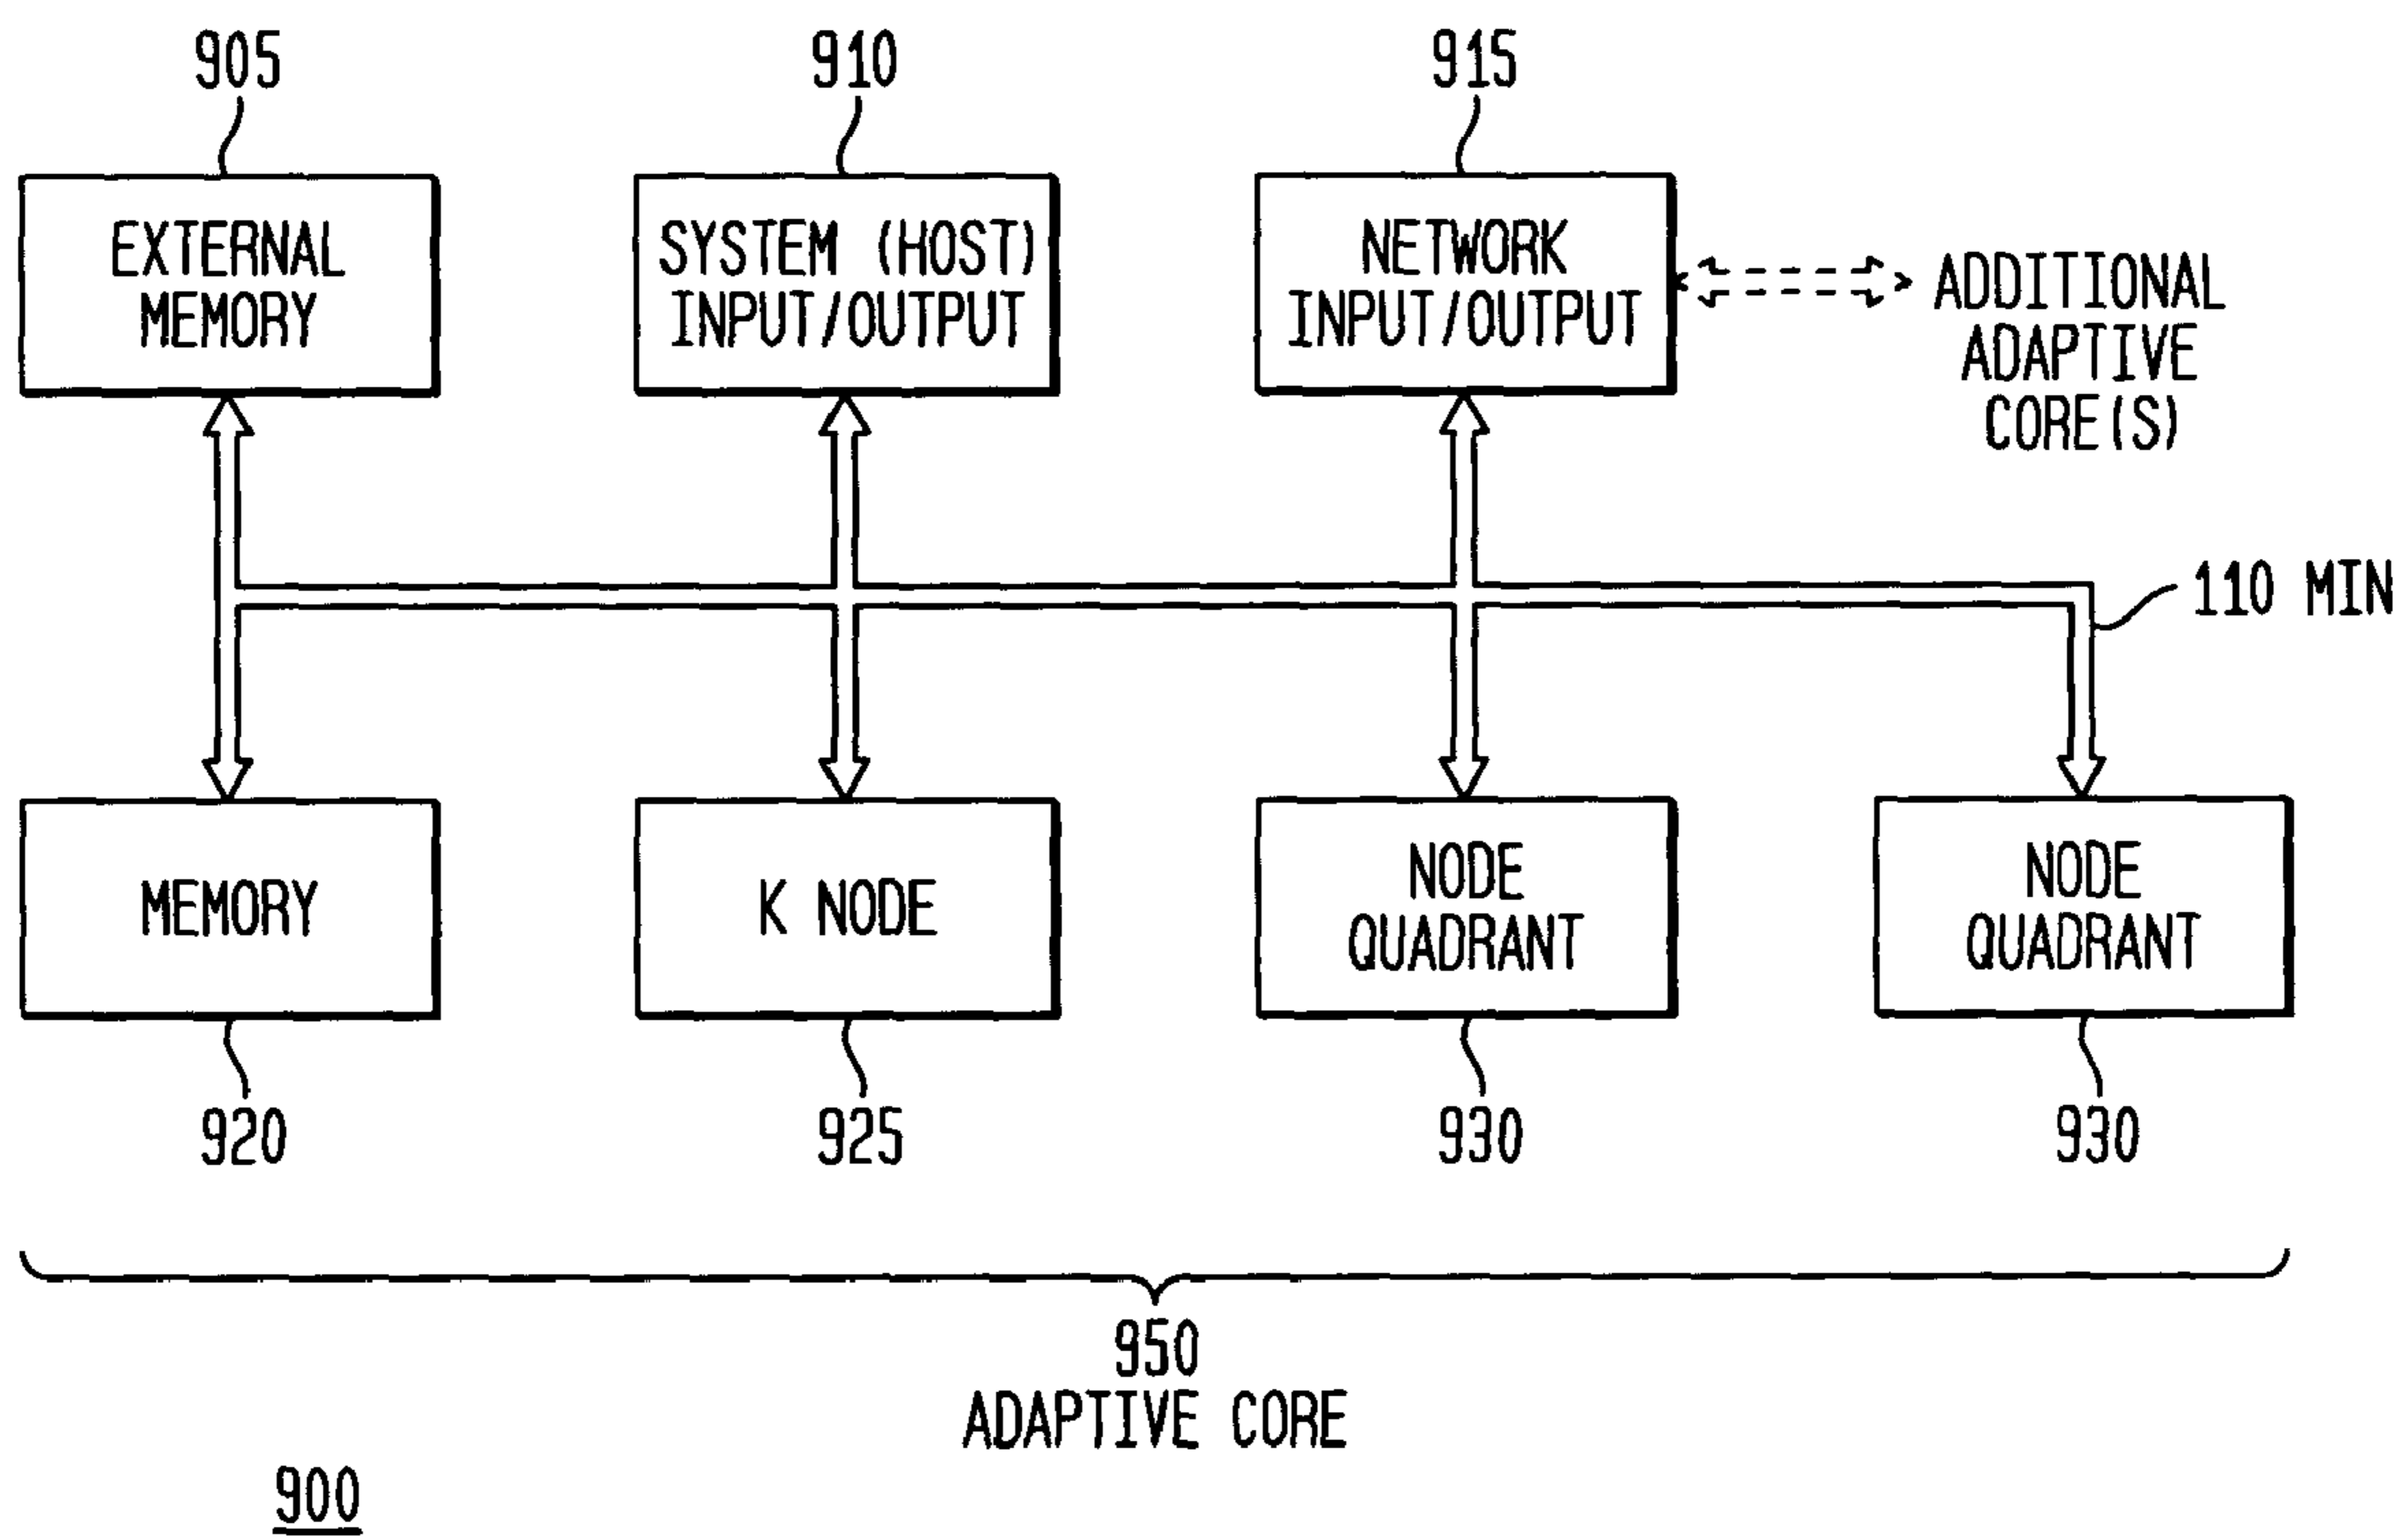 905
910
915
EXTERNAL
MEMORY
SYSTEM (HOST)
INPUT/OUTPUT
NETWORK
INPUT/OUTPUT
ADDITIONAL
ADAPTIVE
CORE(S)
110 MIN
MEMORY
K NODE
NODE
QUADRANT
NODE
QUADRANT
920
925
930
930
950
ADAPTIVE CORE
900